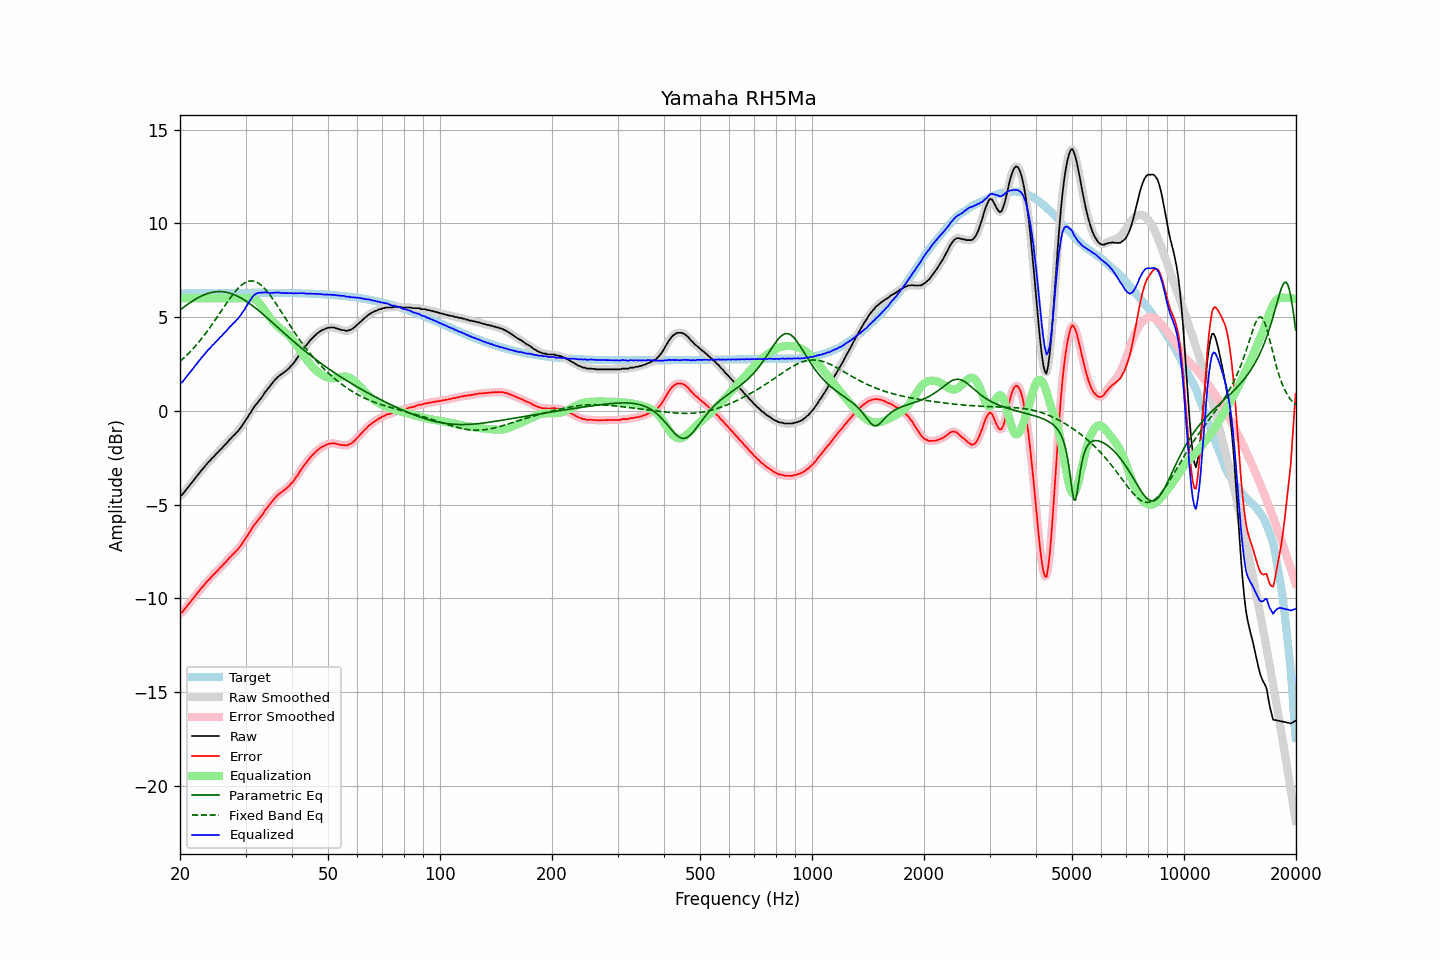 Yamaha RH5Ma
Amplitude (dBr)
15
10
5
0
−5
−10
−15
−20
Target
Raw Smoothed
Error Smoothed
Raw
Error
Equalization
Parametric Eq
Fixed Band Eq
Equalized
20 50 100 200 500 1000 2000 5000 10000 20000
Frequency (Hz)